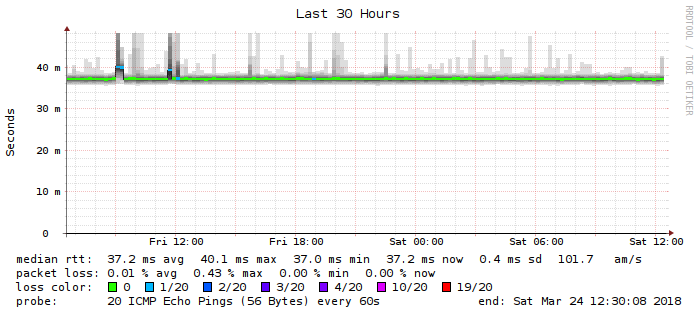 Last 30 Hours
RRDTOOL / TOBI OETIKER
Seconds
40 m
30 m
20 m
10 m
0
Fri 12:00 Fri 18:00 Sat 00:00 Sat 06:00 Sat 12:00
median rtt: 37.2 ms avg 40.1 ms max 37.0 ms min 37.2 ms now 0.4 ms sd 101.7 am/s
packet loss: 0.01 % avg 0.43 % max 0.00 % min 0.00 % now
loss color: 0 1/20 2/20 3/20 4/20 10/20 19/20
probe: 20 ICMP Echo Pings (56 Bytes) every 60s end: Sat Mar 24 12:30:08 2018